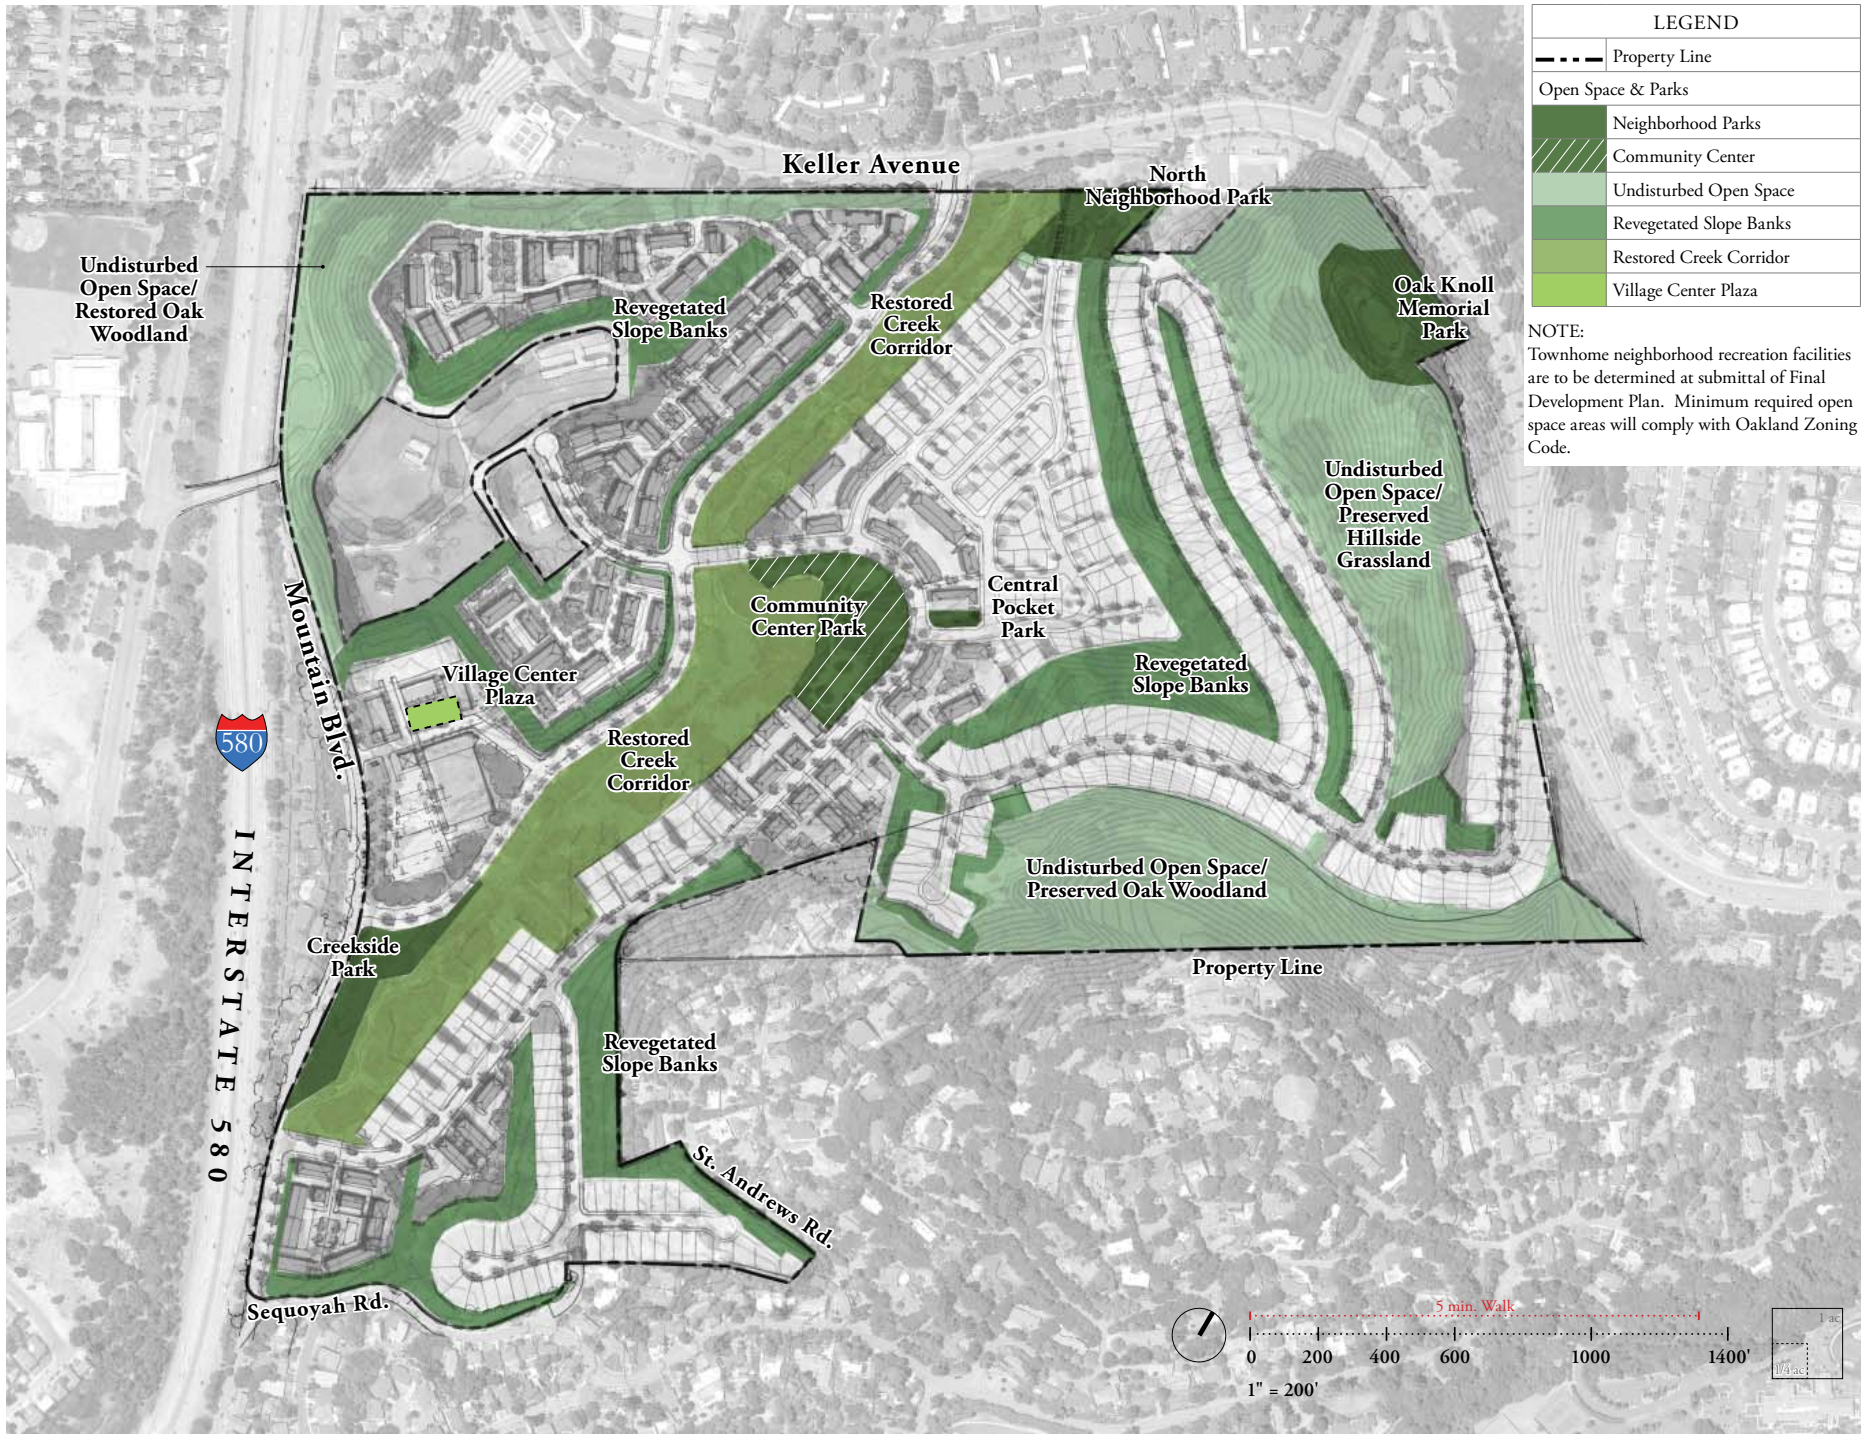 LEGEND
Property Line
Open Space & Parks
Neighborhood Parks
Community Center
Undisturbed Open Space
Revegetated Slope Banks
Restored Creek Corridor
Village Center Plaza
NOTE:
Townhome neighborhood recreation facilities
are to be determined at submittal of Final
Development Plan.  Minimum required open
space areas will comply with Oakland Zoning
Code.
Keller Avenue
North
Neighborhood Park
Undisturbed
Open Space/
Restored Oak
Woodland
Revegetated
Slope Banks
Restored
Creek
Corridor
Oak Knoll
Memorial
Park
Undisturbed
Open Space/
Preserved
Hillside
Grassland
Mountain Blvd.
Community
Center Park
Central
Pocket
Park
Village Center
Plaza
Revegetated
Slope Banks
580
Restored
Creek
Corridor
INTERSTATE 580
Undisturbed Open Space/
Preserved Oak Woodland
Creekside
Park
Property Line
Revegetated
Slope Banks
St. Andrews Rd.
Sequoyah Rd.
5 min. Walk
0 200 400 600 1000 1400'
1" = 200'
1 ac
1/4 ac